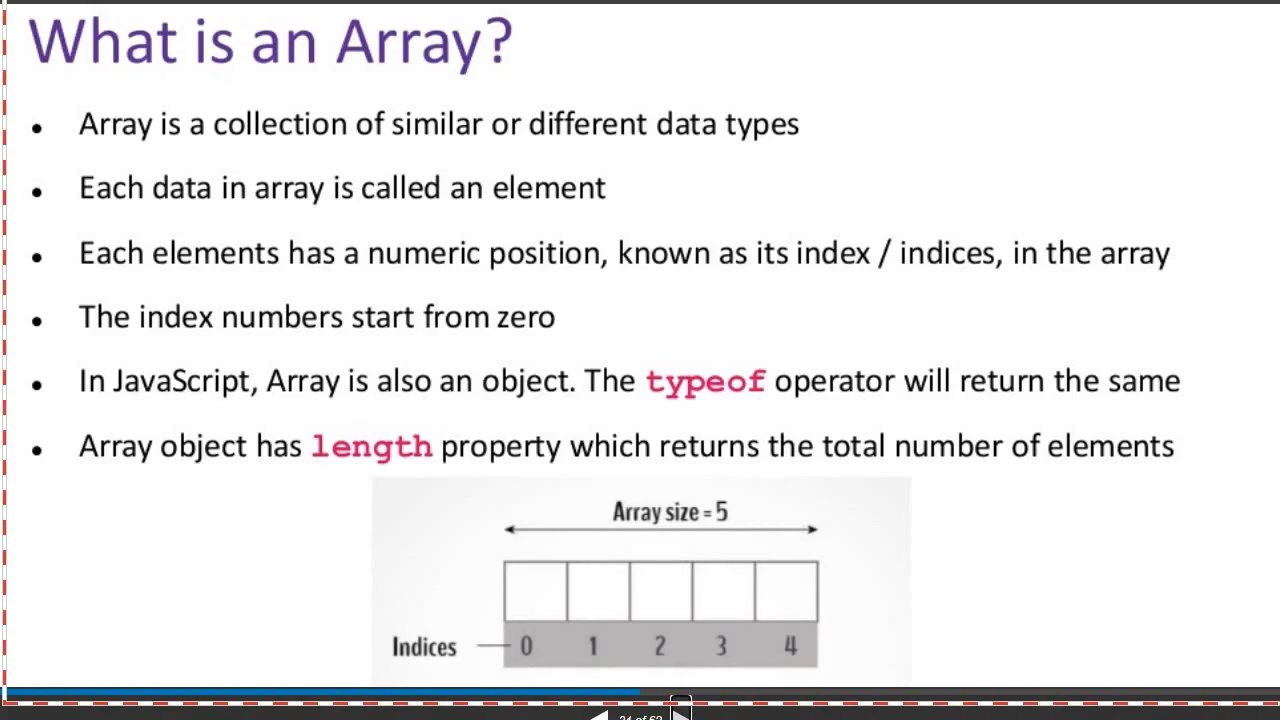 What is an Array?
• Array is a collection of similar or different data types
• Each data in array is called an element
• Each elements has a numeric position, known as its index / indices, in the array
• The index numbers start from zero
• In JavaScript, Array is also an object. The typeof operator will return the same
• Array object has length property which returns the total number of elements
Array size = 5
Indices 0 1 2 3 4
of 62